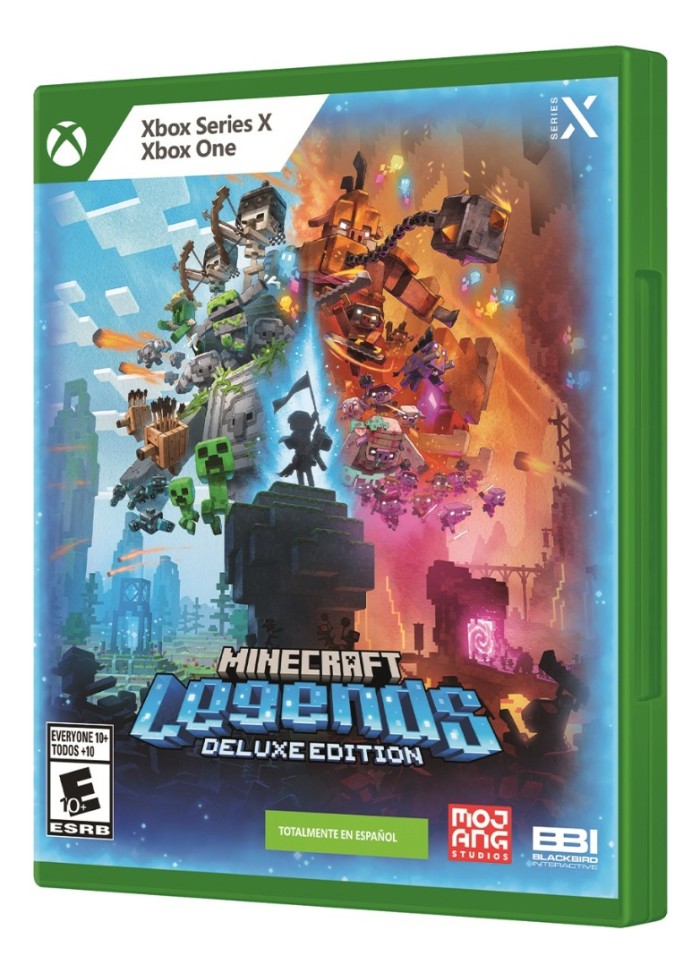 Xbox Series X
Xbox One
SERIES X
MINECRAFT
Legends
DELUXE EDITION
EVERYONE 10+
TODOS +10
E
10+
ESRB
TOTALMENTE EN ESPAÑOL
MOJ
ANG
STUDIOS
BBI
BLACKBIRD
INTERACTIVE